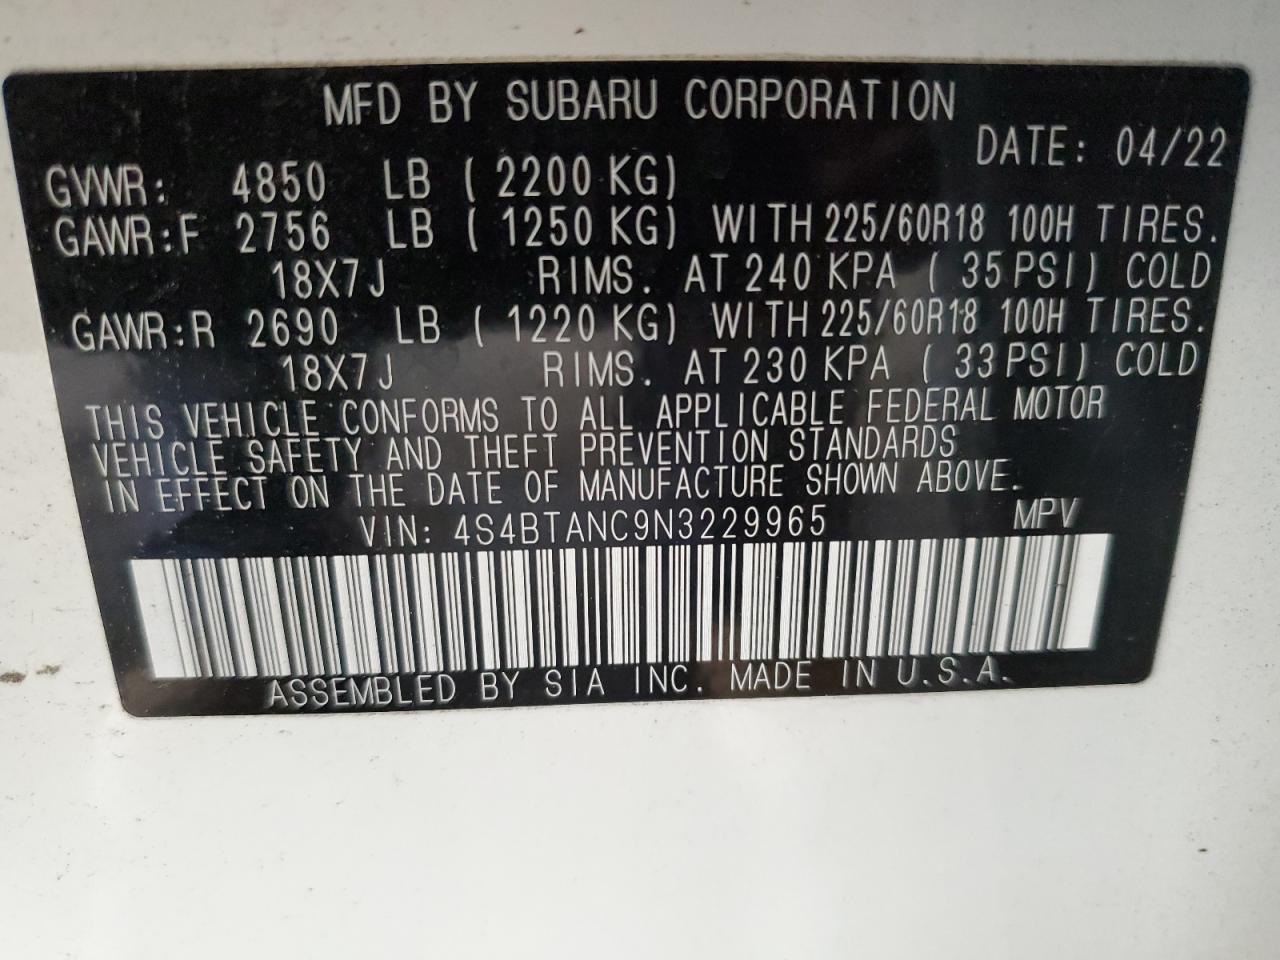 MFD BY SUBARU CORPORATION
DATE: 04/22
GVWR: 4850 LB ( 2200 KG)
GAWR:F 2756 LB ( 1250 KG) WITH 225/60R18 100H TIRES.
18X7J RIMS. AT 240 KPA ( 35 PSI) COLD
GAWR:R 2690 LB ( 1220 KG) WITH 225/60R18 100H TIRES.
18X7J RIMS. AT 230 KPA ( 33 PSI) COLD
THIS VEHICLE CONFORMS TO ALL APPLICABLE FEDERAL MOTOR
VEHICLE SAFETY AND THEFT PREVENTION STANDARDS
IN EFFECT ON THE DATE OF MANUFACTURE SHOWN ABOVE.
VIN: 4S4BTANC9N3229965 MPV
ASSEMBLED BY SIA INC. MADE IN U.S.A.